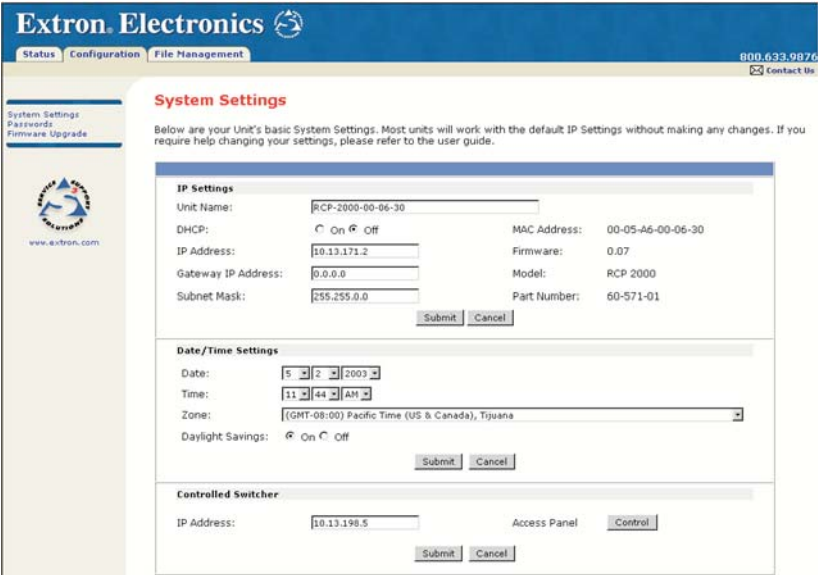 Extron. Electronics
Status Configuration File Management
800.633.9876
Contact Us
System Settings
Passwords
Firmware Upgrade
SERVICE SUPPORT SOLUTIONS
S3
www.extron.com
System Settings
Below are your Unit's basic System Settings. Most units will work with the default IP Settings without making any changes. If you
require help changing your settings, please refer to the user guide.
IP Settings
Unit Name: RCP-2000-00-06-30
DHCP: On Off MAC Address: 00-05-A6-00-06-30
IP Address: 10.13.171.2 Firmware: 0.07
Gateway IP Address: 0.0.0.0 Model: RCP 2000
Subnet Mask: 255.255.0.0 Part Number: 60-571-01
Submit Cancel
Date/Time Settings
Date: 5 2 2003
Time: 11 44 AM
Zone: (GMT-08:00) Pacific Time (US & Canada), Tijuana
Daylight Savings: On Off
Submit Cancel
Controlled Switcher
IP Address: 10.13.198.5 Access Panel Control
Submit Cancel